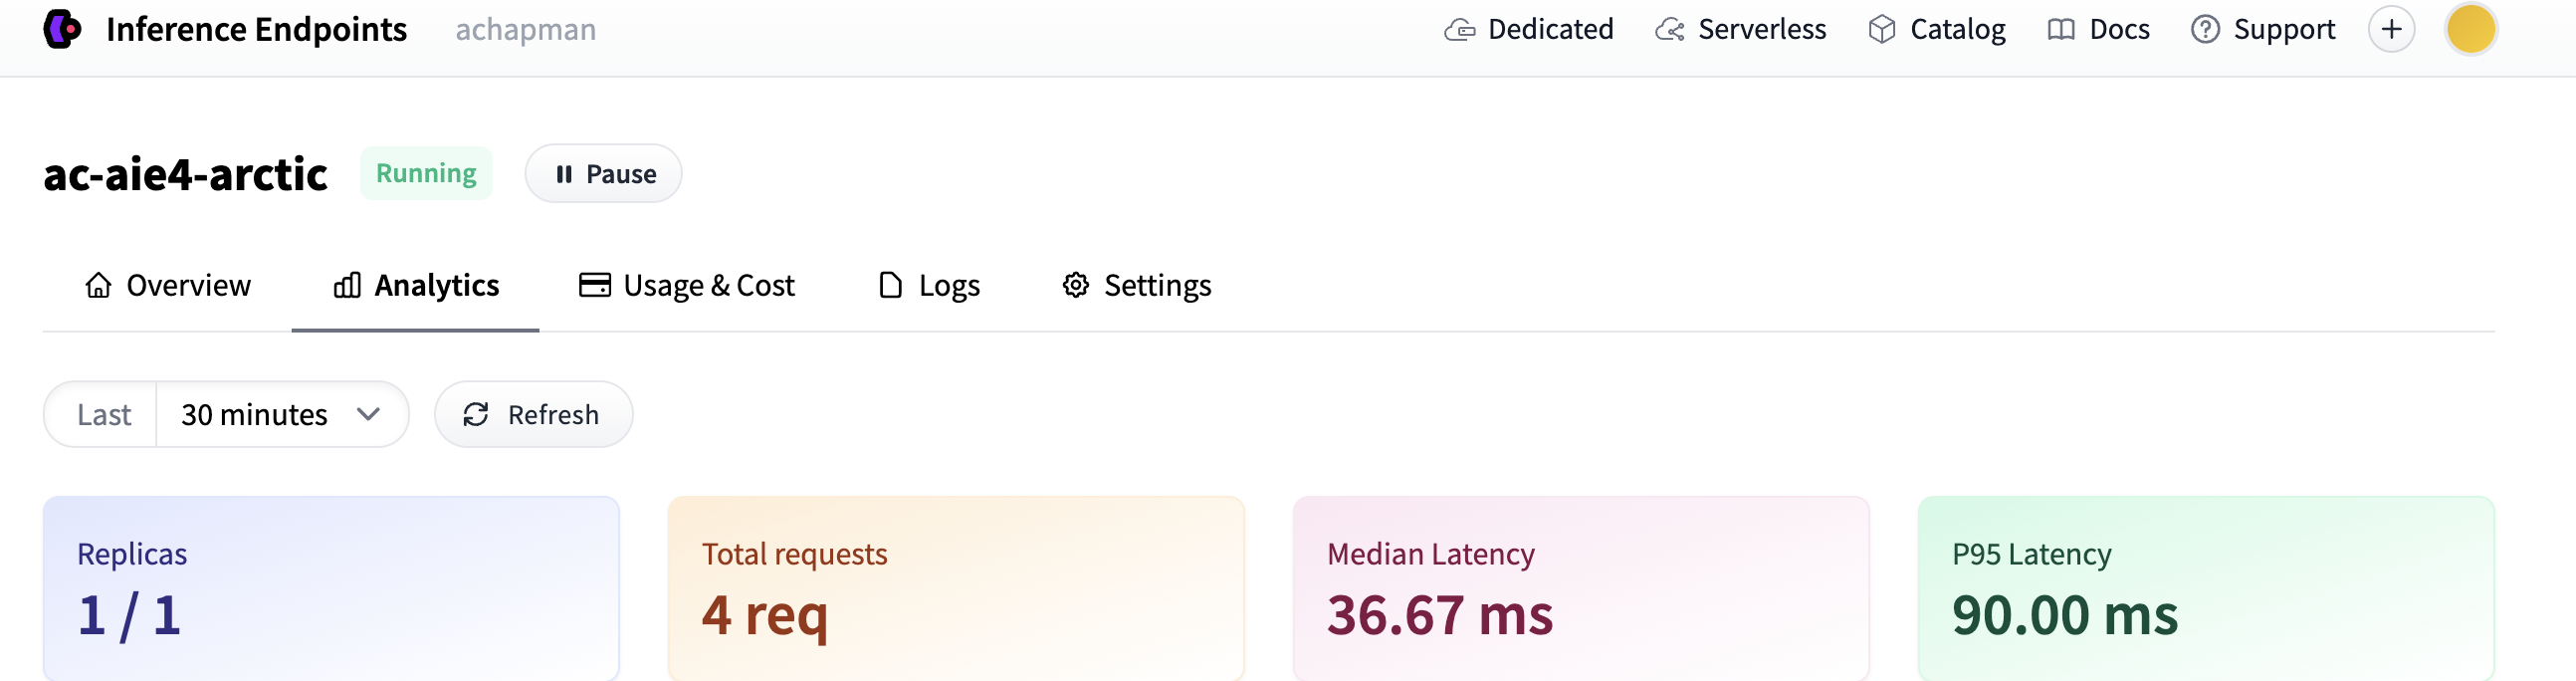 Inference Endpoints achapman Dedicated Serverless Catalog Docs Support
ac-aie4-arctic Running Pause
Overview Analytics Usage & Cost Logs Settings
Last 30 minutes Refresh
Replicas
1 / 1
Total requests
4 req
Median Latency
36.67 ms
P95 Latency
90.00 ms